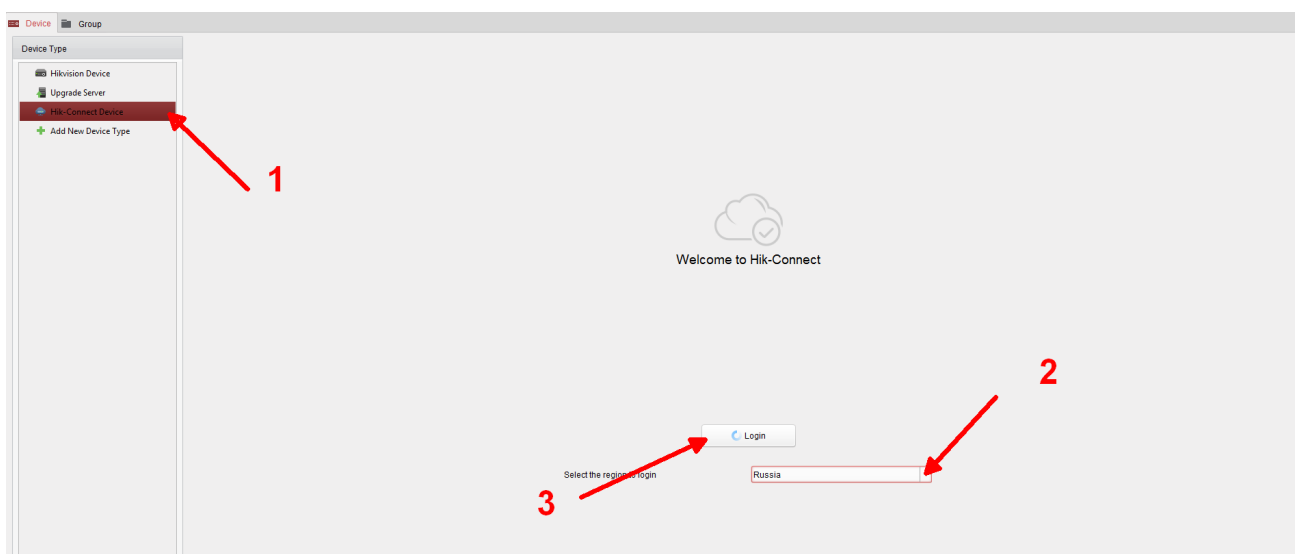 Device Group
Device Type
Hikvision Device
Upgrade Server
Hik-Connect Device
Add New Device Type
1
Welcome to Hik-Connect
2
Login
Select the region to login
Russia
3